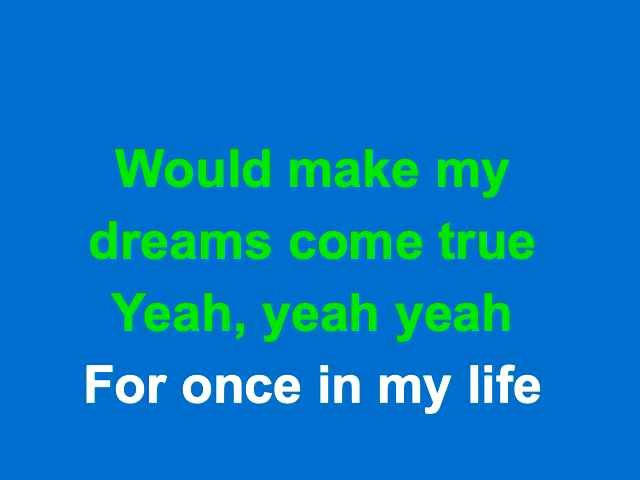 Would make my
dreams come true
Yeah, yeah yeah
For once in my life